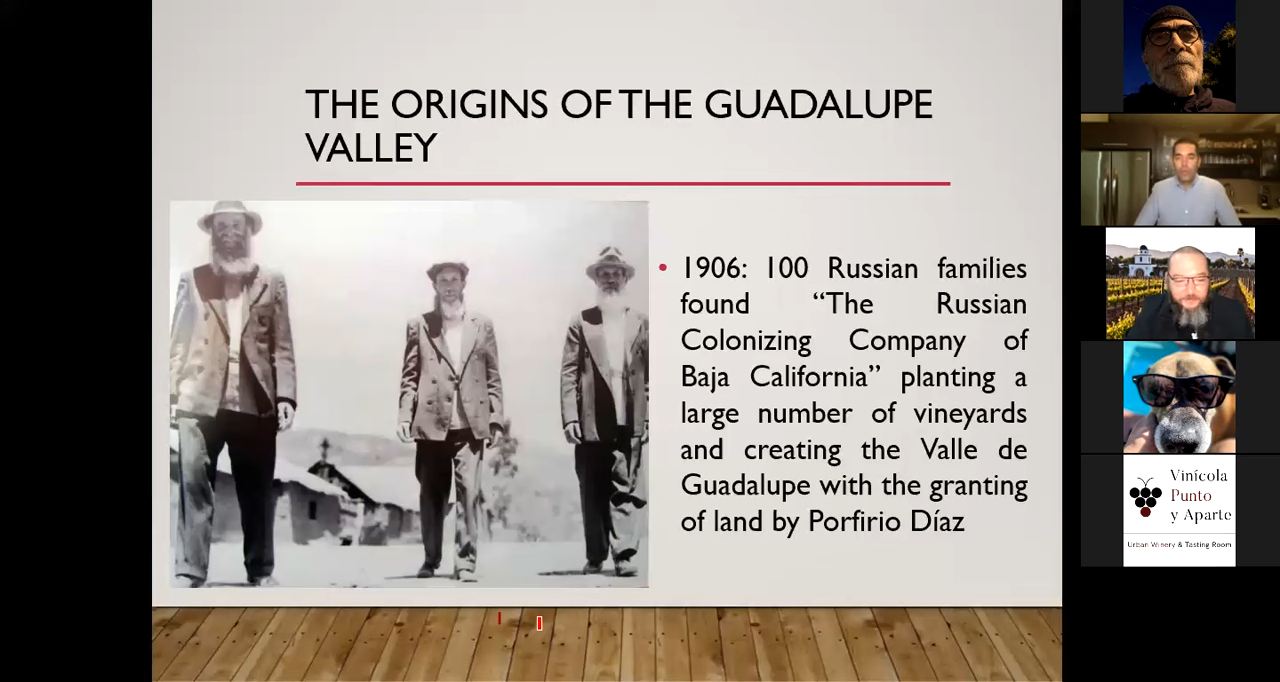 THE ORIGINS OF THE GUADALUPE
VALLEY
• 1906: 100 Russian families
found “The Russian
Colonizing Company of
Baja California” planting a
large number of vineyards
and creating the Valle de
Guadalupe with the granting
of land by Porfirio Díaz
Vinícola
Punto
y Aparte
Urban Winery & Tasting Room